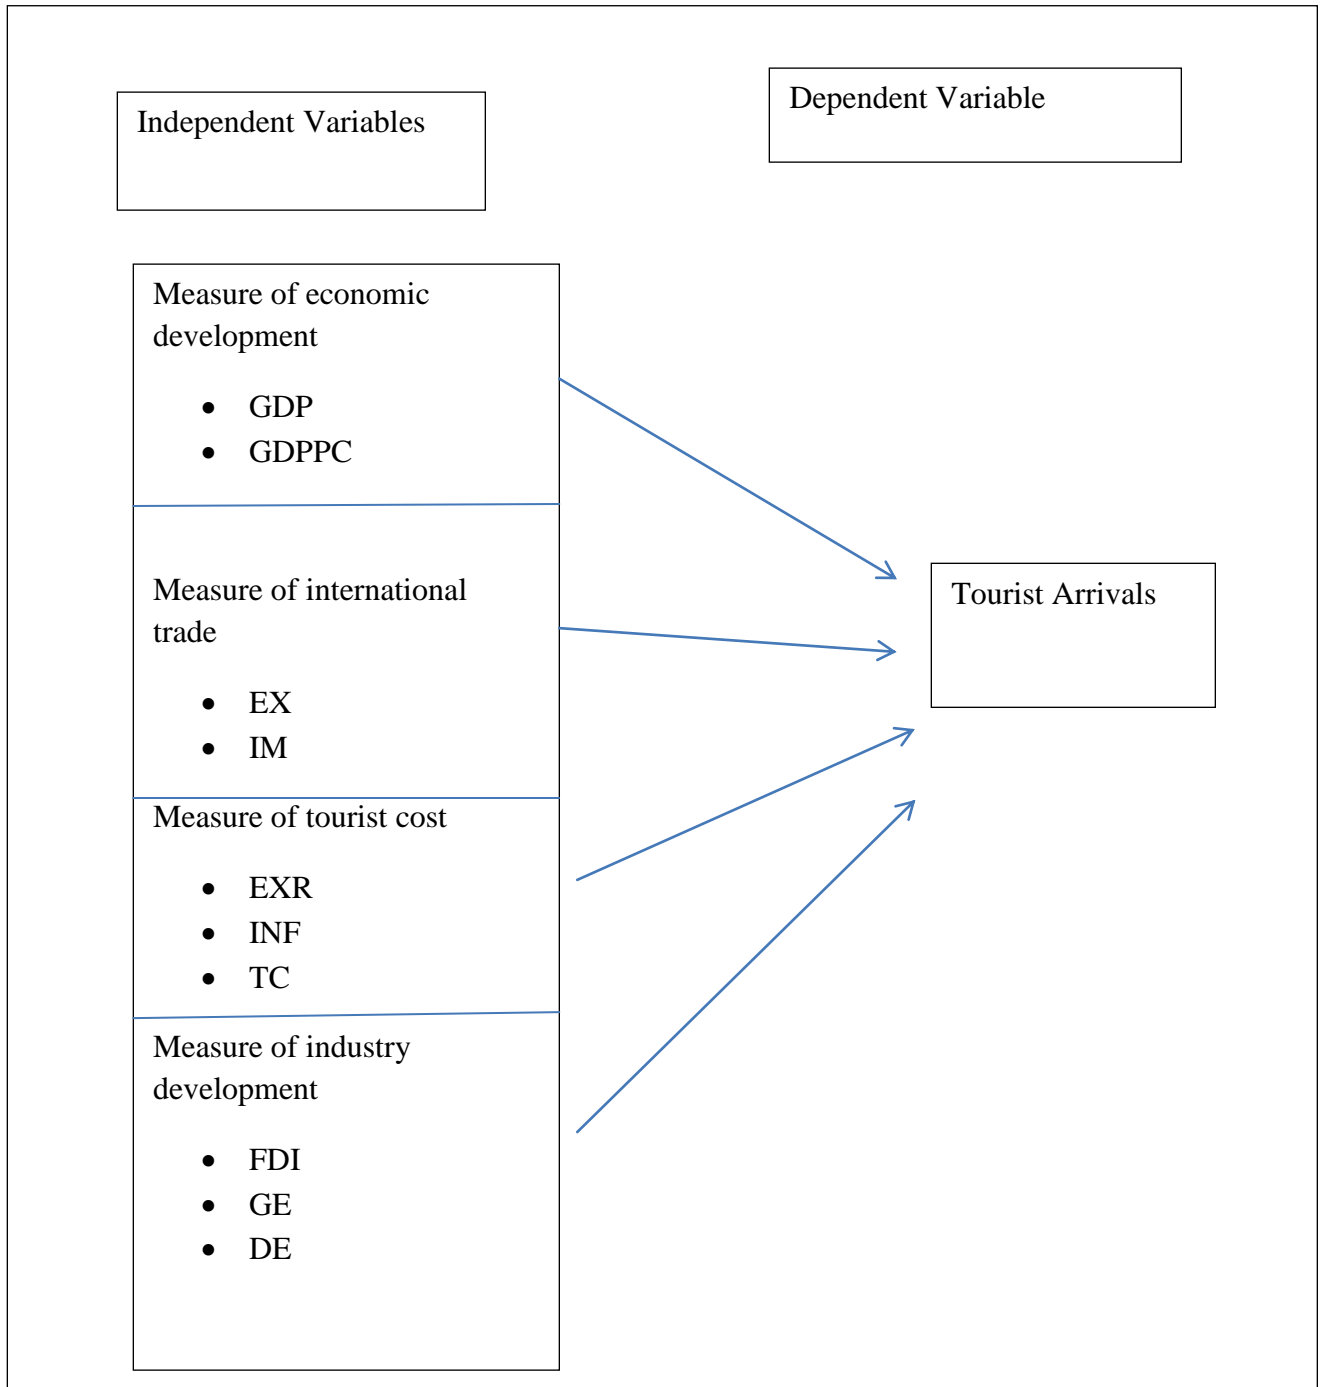 Independent Variables
Dependent Variable
Measure of economic
development
• GDP
• GDPPC
Measure of international
trade
• EX
• IM
Measure of tourist cost
• EXR
• INF
• TC
Measure of industry
development
• FDI
• GE
• DE
Tourist Arrivals